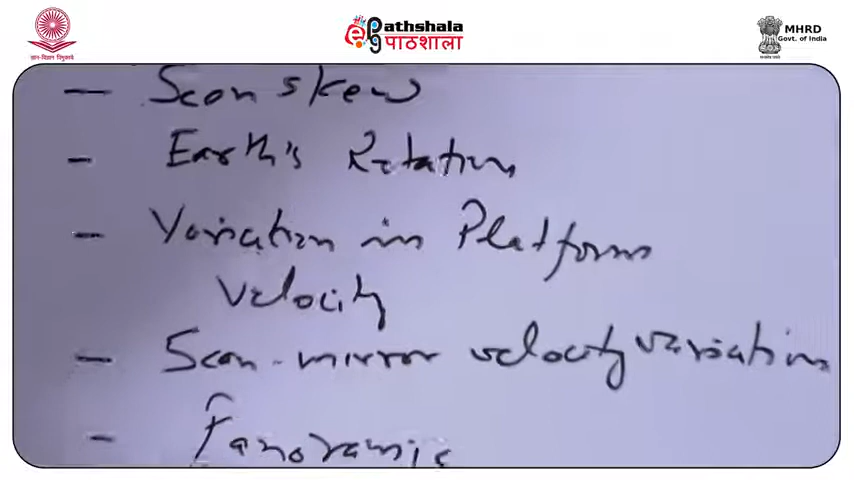 ePathshala
पाठशाला
MHRD
Govt. of India
— Scan skew
- Earth's Rotation
- Variation in Platform
Velocity
- Scan-mirror velocity variation
- Panoramic